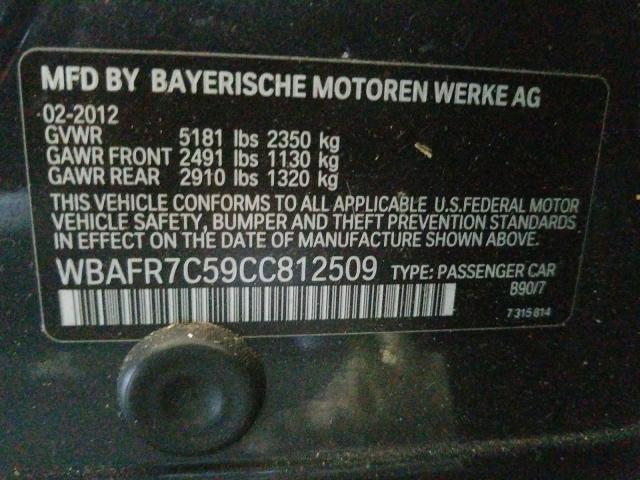 MFD BY BAYERISCHE MOTOREN WERKE AG
02-2012
GVWR 5181 lbs 2350 kg
GAWR FRONT 2491 lbs 1130 kg
GAWR REAR 2910 lbs 1320 kg
THIS VEHICLE CONFORMS TO ALL APPLICABLE U.S.FEDERAL MOTOR
VEHICLE SAFETY, BUMPER AND THEFT PREVENTION STANDARDS
IN EFFECT ON THE DATE OF MANUFACTURE SHOWN ABOVE.
WBAFR7C59CC812509 TYPE: PASSENGER CAR
890/7
7 315 814